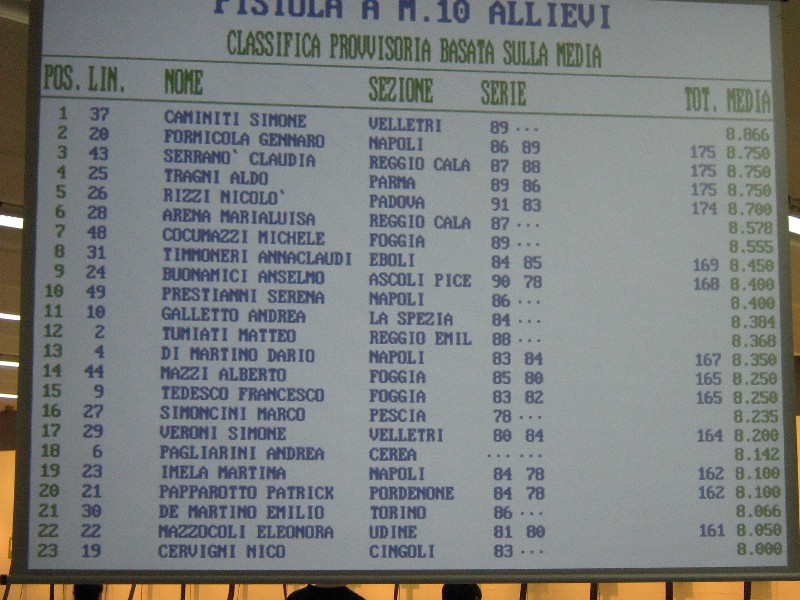 PISTOLA A M.10 ALLIEVI
CLASSIFICA PROVVISORIA BASATA SULLA MEDIA
POS. LIN. NOME SEZIONE SERIE TOT. MEDIA
1 37 CAMINITI SIMONE VELLETRI 89 ... 8.866
2 20 FORMICOLA GENNARO NAPOLI 86 89 175 8.750
3 43 SERRANO` CLAUDIA REGGIO CALA 87 88 175 8.750
4 25 TRAGNI ALDO PARMA 89 86 175 8.750
5 26 RIZZI NICOLO` PADOVA 91 83 174 8.700
6 28 ARENA MARIALUISA REGGIO CALA 87 ... 8.578
7 48 COCUMAZZI MICHELE FOGGIA 89 ... 8.555
8 31 TIMMONERI ANNACLAUDI EBOLI 84 85 169 8.450
9 24 BUONAMICI ANSELMO ASCOLI PICE 90 78 168 8.400
10 49 PRESTIANNI SERENA NAPOLI 86 ... 8.400
11 10 GALLETTO ANDREA LA SPEZIA 84 ... 8.384
12 2 TUMIATI MATTEO REGGIO EMIL 88 ... 8.368
13 4 DI MARTINO DARIO NAPOLI 83 84 167 8.350
14 44 MAZZI ALBERTO FOGGIA 85 80 165 8.250
15 9 TEDESCO FRANCESCO FOGGIA 83 82 165 8.250
16 27 SIMONCINI MARCO PESCIA 78 ... 8.235
17 29 VERONI SIMONE VELLETRI 80 84 164 8.200
18 6 PAGLIARINI ANDREA CEREA ... ... 8.142
19 23 IMELA MARTINA NAPOLI 84 78 162 8.100
20 21 PAPPAROTTO PATRICK PORDENONE 84 78 162 8.100
21 30 DE MARTINO EMILIO TORINO 86 ... 8.066
22 22 MAZZOCOLI ELEONORA UDINE 81 80 161 8.050
23 19 CERVIGNI NICO CINGOLI 83 ... 8.000